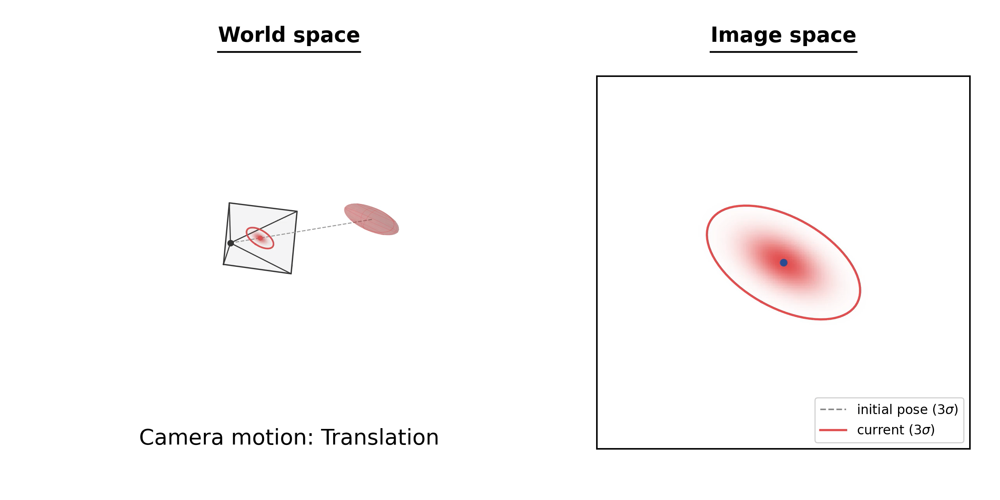 World space
Image space
initial pose (3σ)
current (3σ)
Camera motion: Translation